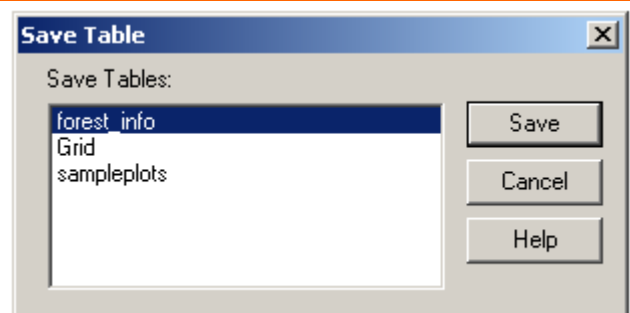 Save Table
Save Tables:
forest_info
Grid
sampleplots
Save
Cancel
Help